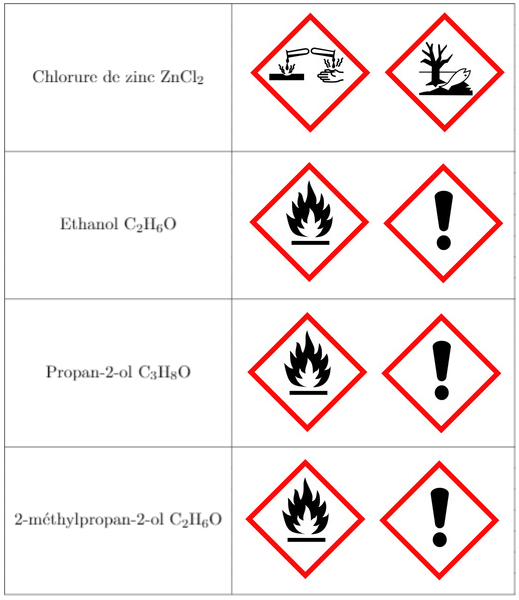 Chlorure de zinc ZnCl₂
Ethanol C₂H₆O
Propan-2-ol C₃H₈O
2-méthylpropan-2-ol C₂H₆O